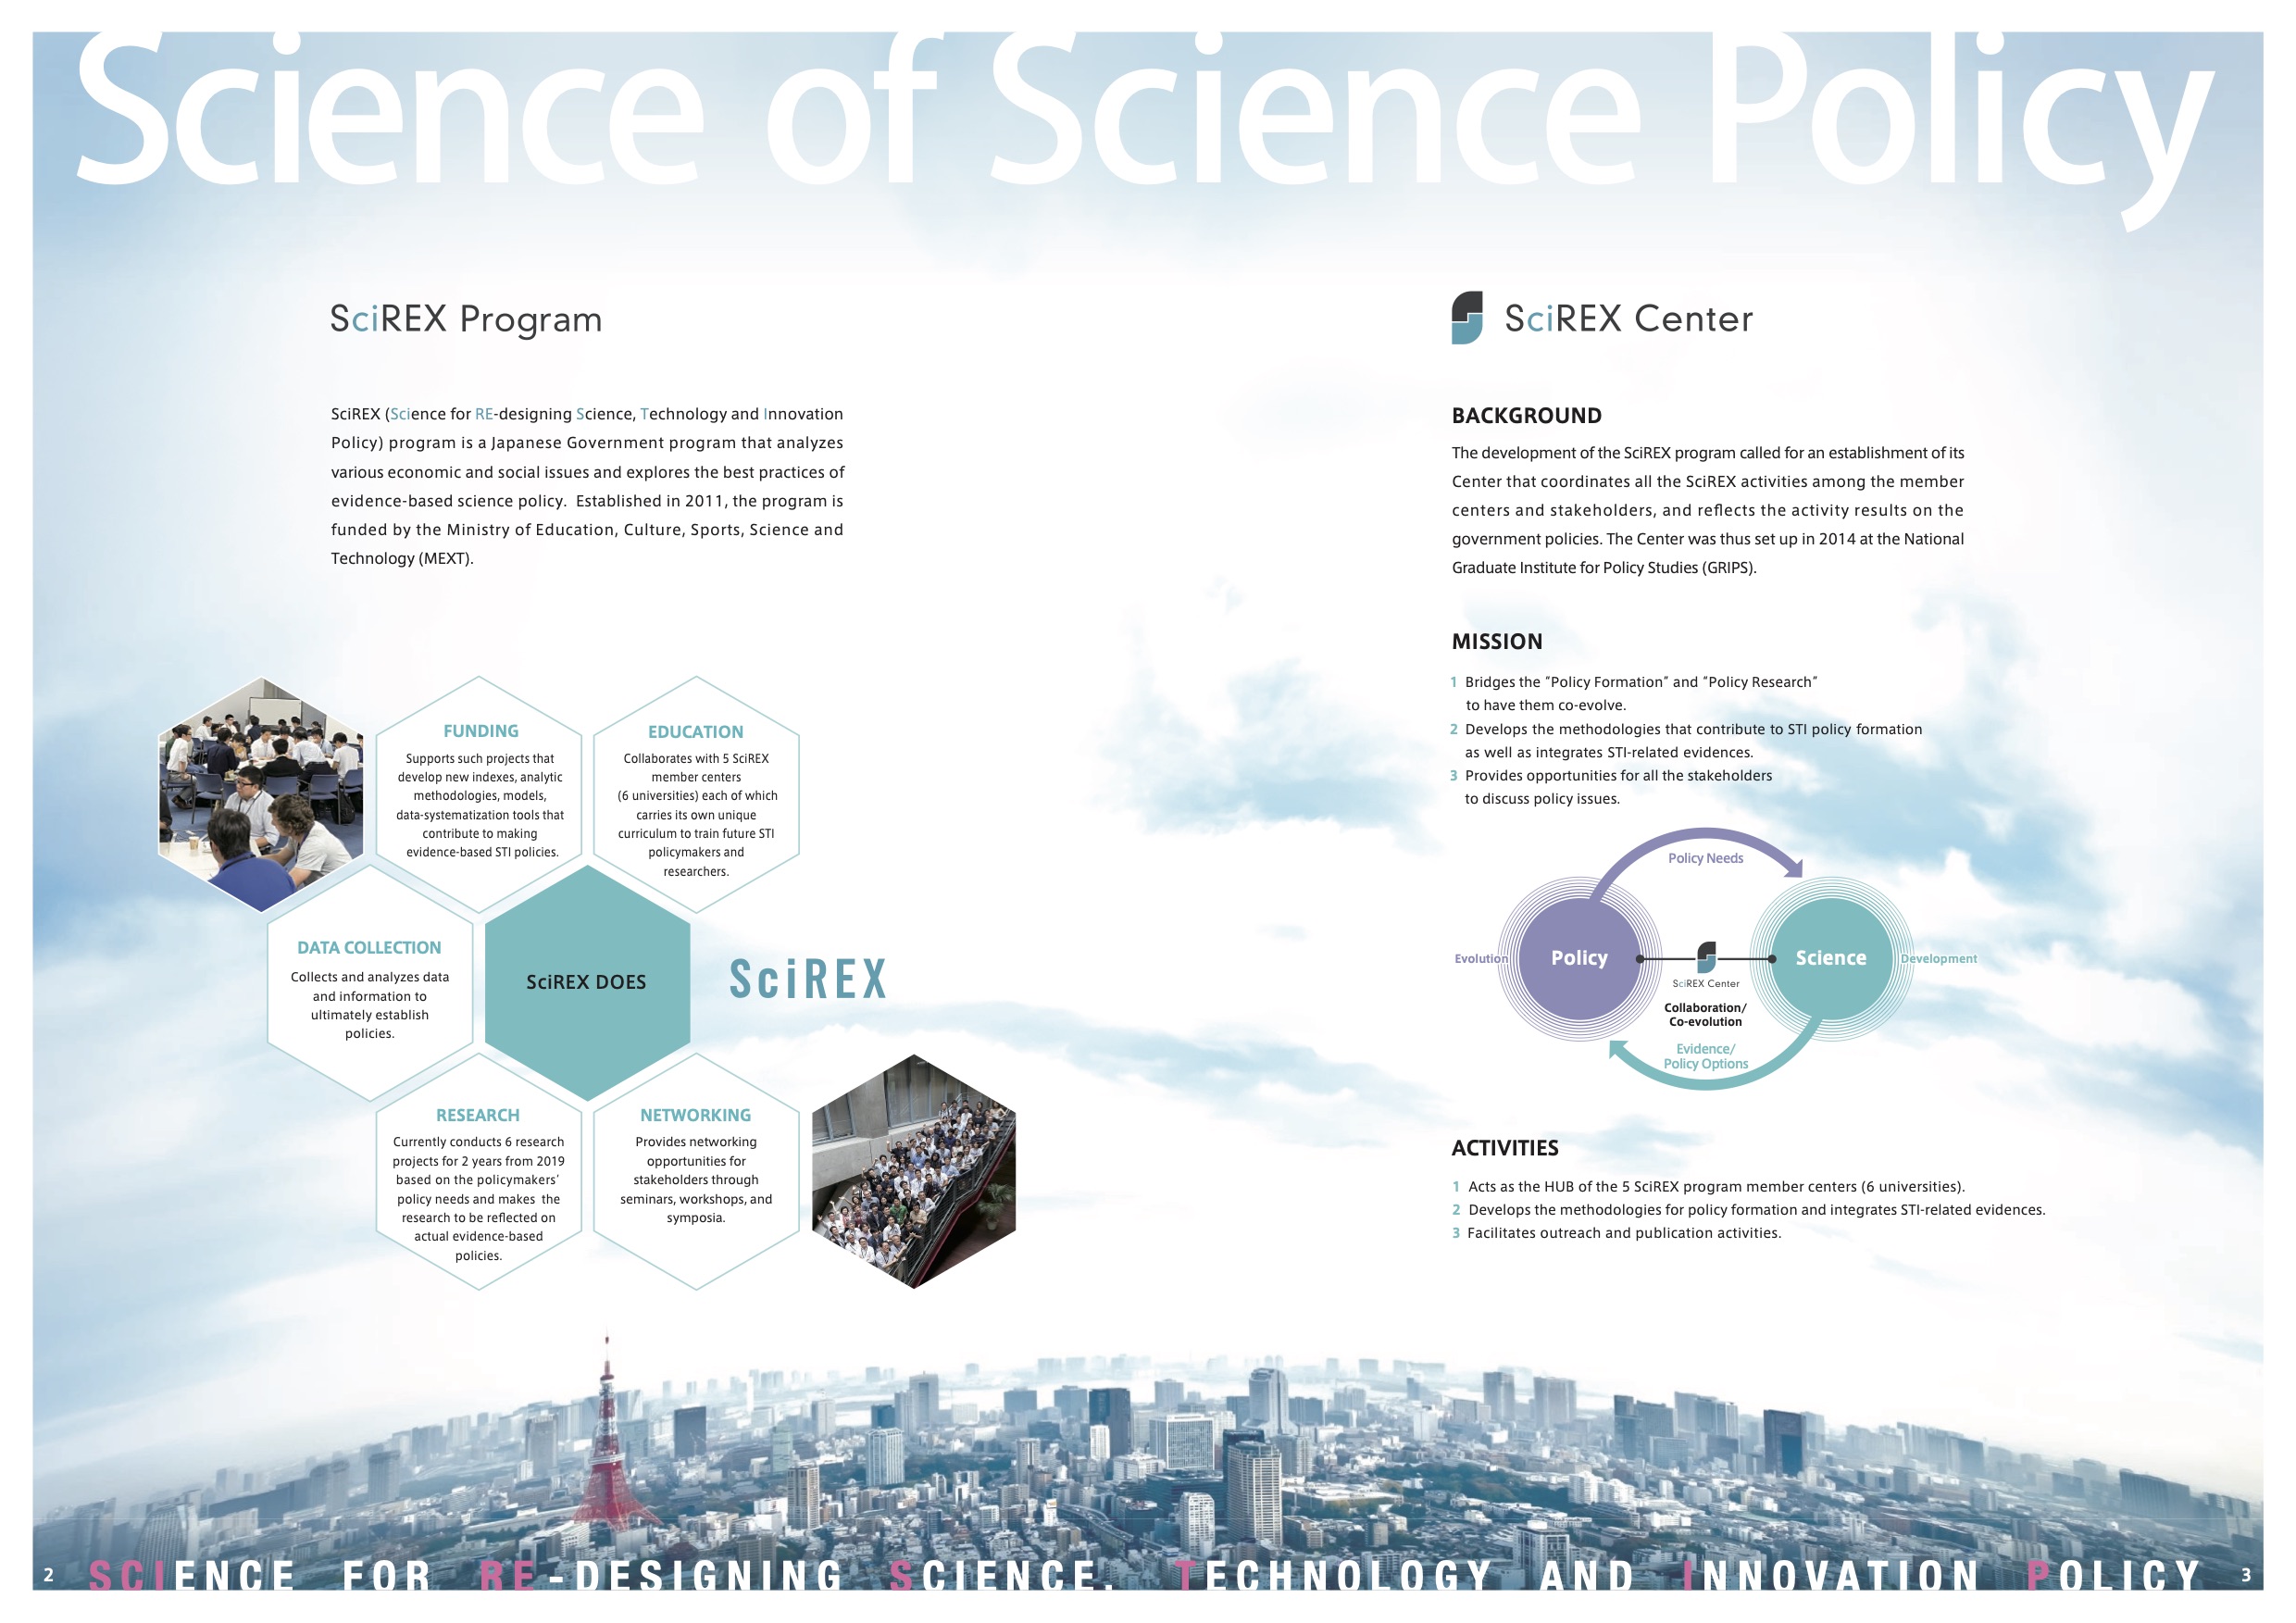 Science of Science Policy
SciREX Program
SciREX (Science for RE-designing Science, Technology and Innovation
Policy) program is a Japanese Government program that analyzes
various economic and social issues and explores the best practices of
evidence-based science policy. Established in 2011, the program is
funded by the Ministry of Education, Culture, Sports, Science and
Technology (MEXT).
FUNDING
Supports such projects that
develop new indexes, analytic
methodologies, models,
data-systematization tools that
contribute to making
evidence-based STI policies.
EDUCATION
Collaborates with 5 SciREX
member centers
(6 universities) each of which
carries its own unique
curriculum to train future STI
policymakers and
researchers.
DATA COLLECTION
Collects and analyzes data
and information to
ultimately establish
policies.
SciREX DOES
SciREX
RESEARCH
Currently conducts 6 research
projects for 2 years from 2019
based on the policymakers'
policy needs and makes the
research to be reflected on
actual evidence-based
policies.
NETWORKING
Provides networking
opportunities for
stakeholders through
seminars, workshops, and
symposia.
SciREX Center
BACKGROUND
The development of the SciREX program called for an establishment of its
Center that coordinates all the SciREX activities among the member
centers and stakeholders, and reflects the activity results on the
government policies. The Center was thus set up in 2014 at the National
Graduate Institute for Policy Studies (GRIPS).
MISSION
1 Bridges the "Policy Formation" and "Policy Research"
to have them co-evolve.
2 Develops the methodologies that contribute to STI policy formation
as well as integrates STI-related evidences.
3 Provides opportunities for all the stakeholders
to discuss policy issues.
Policy Needs
Evolution
Policy
Science
Development
SciREX Center
Collaboration/
Co-evolution
Evidence/
Policy Options
ACTIVITIES
1 Acts as the HUB of the 5 SciREX program member centers (6 universities).
2 Develops the methodologies for policy formation and integrates STI-related evidences.
3 Facilitates outreach and publication activities.
2 SCIENCE FOR RE-DESIGNING SCIENCE, TECHNOLOGY AND INNOVATION POLICY 3